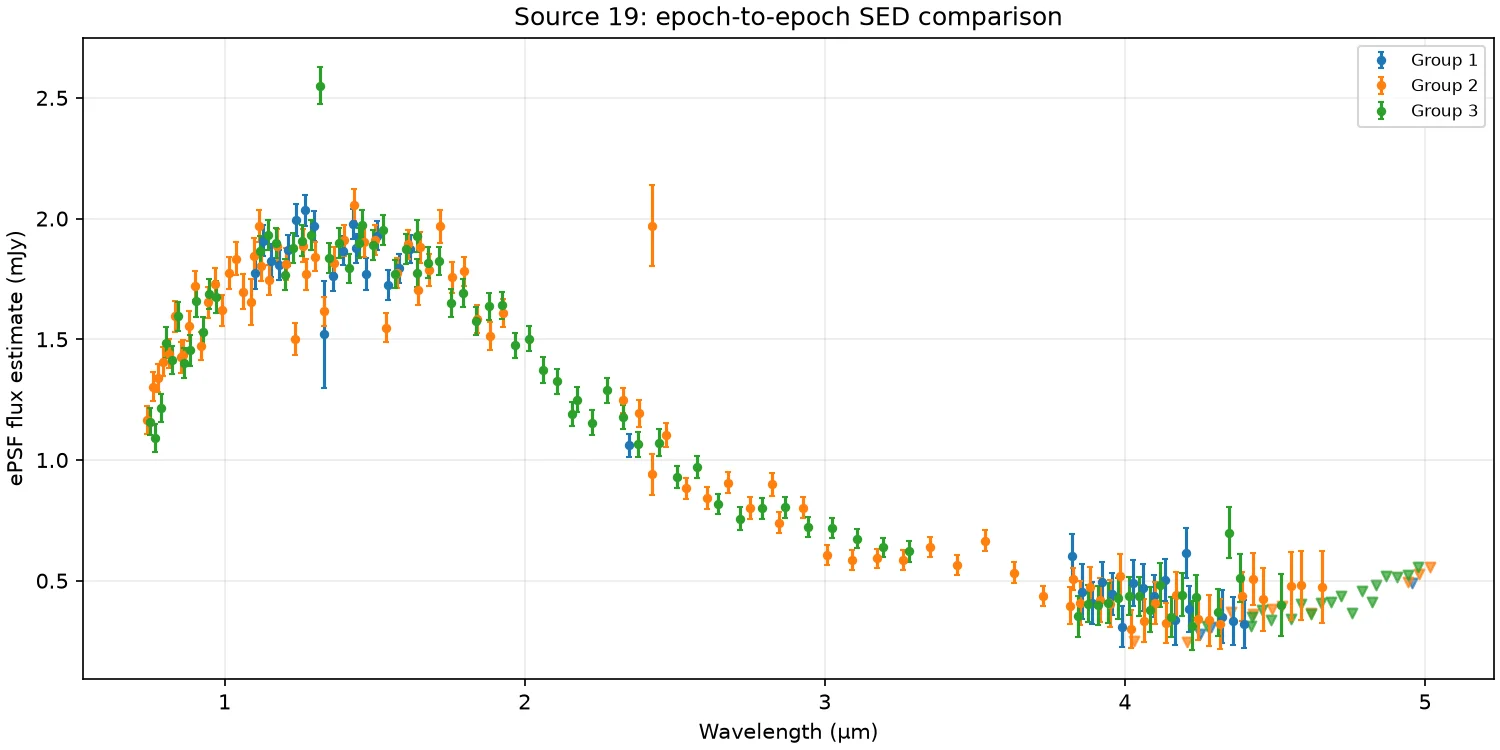 Source 19: epoch-to-epoch SED comparison
Group 1
Group 2
Group 3
ePSF flux estimate (mJy)
2.5
2.0
1.5
1.0
0.5
1 2 3 4 5
Wavelength (μm)